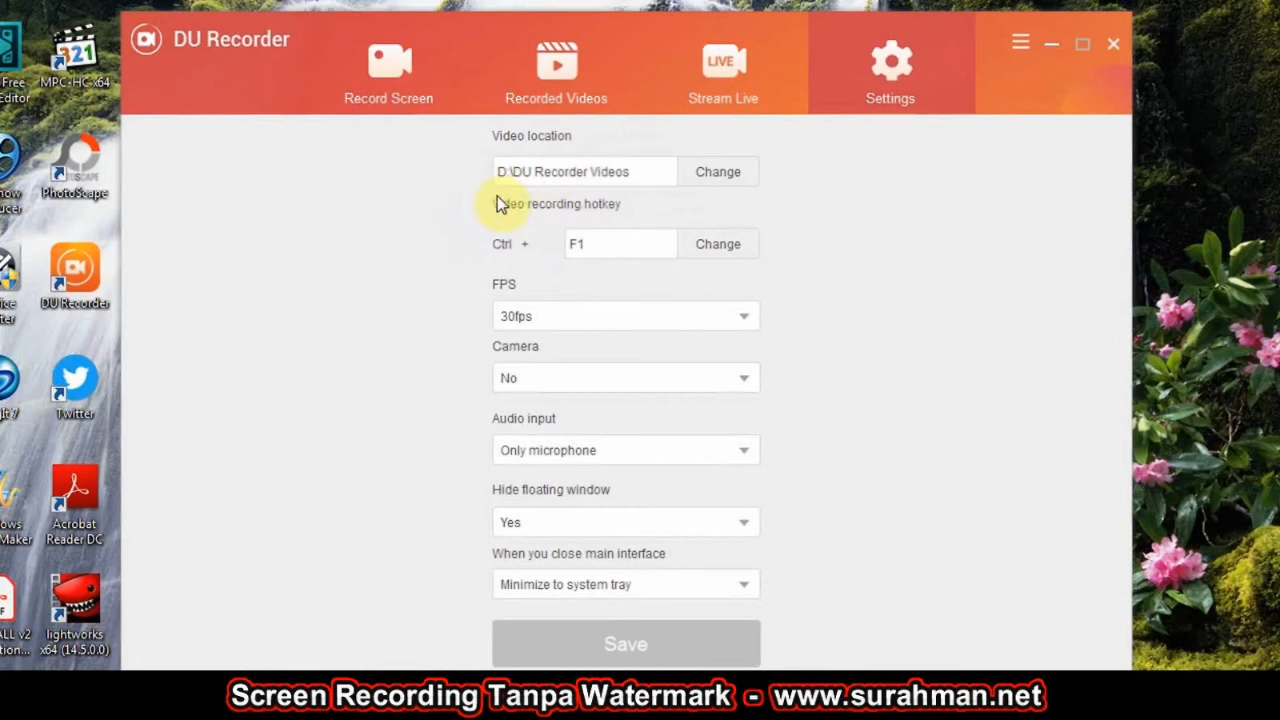 DU Recorder
Record Screen
Recorded Videos
LIVE
Stream Live
Settings
Video location
D:\DU Recorder Videos
Change
Video recording hotkey
Ctrl +
F1
Change
FPS
30fps
Camera
No
Audio input
Only microphone
Hide floating window
Yes
When you close main interface
Minimize to system tray
Save
Free
321
MPC-HC x64
PhotoScape
DU Recorder
Twitter
Acrobat
Reader DC
lightworks
x64 (14.5.0.0)
Screen Recording Tanpa Watermark - www.surahman.net